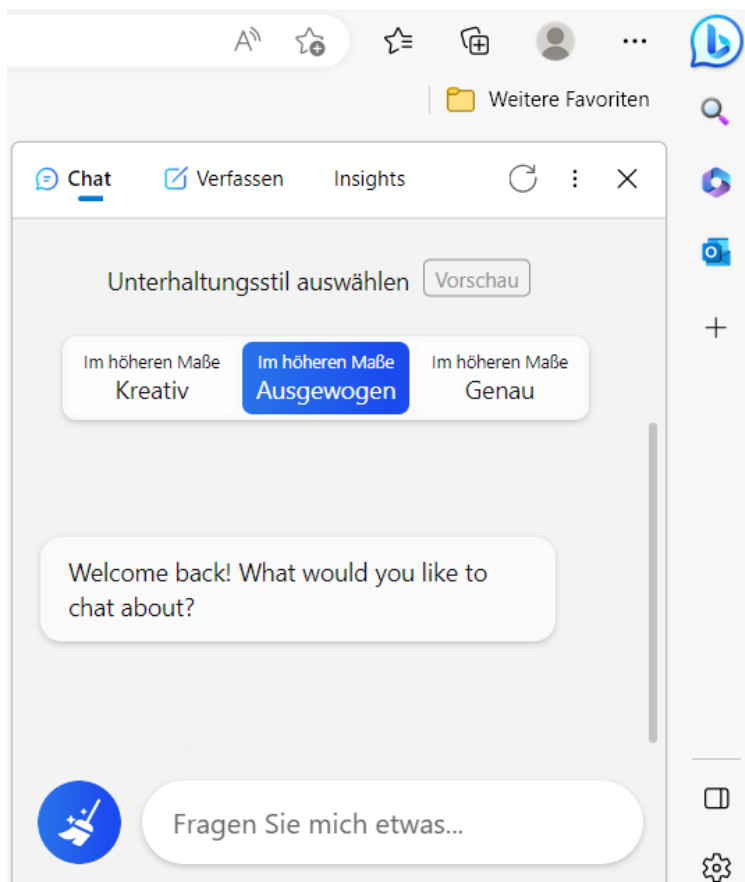 Weitere Favoriten
Chat Verfassen Insights
Unterhaltungsstil auswählen Vorschau
Im höheren Maße Im höheren Maße Im höheren Maße
Kreativ Ausgewogen Genau
Welcome back! What would you like to
chat about?
Fragen Sie mich etwas...